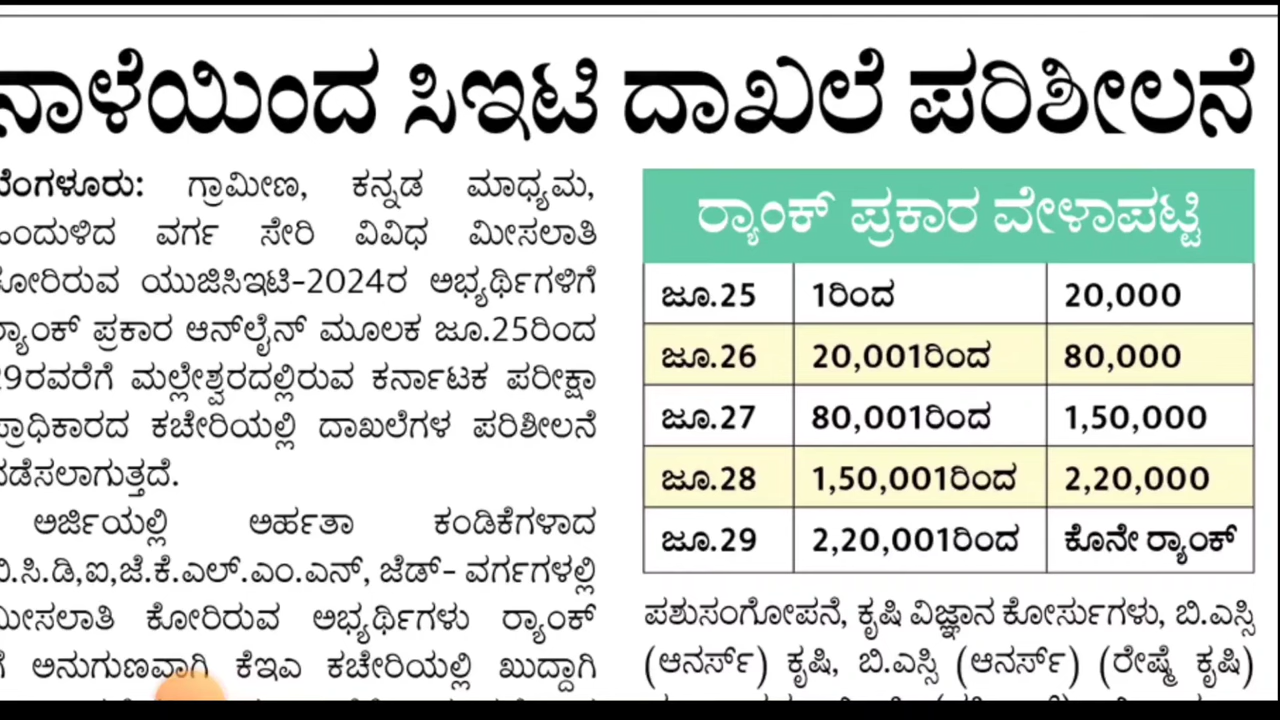 ನಾಳೆಯಿಂದ ಸಿಇಟಿ ದಾಖಲೆ ಪರಿಶೀಲನೆ
ಬೆಂಗಳೂರು: ಗ್ರಾಮೀಣ, ಕನ್ನಡ ಮಾಧ್ಯಮ,
ಹಿಂದುಳಿದ ವರ್ಗ ಸೇರಿ ವಿವಿಧ ಮೀಸಲಾತಿ
ಕೋರಿರುವ ಯುಜಿಸಿಇಟಿ-2024ರ ಅಭ್ಯರ್ಥಿಗಳಿಗೆ
ರ‍್ಯಾಂಕ್ ಪ್ರಕಾರ ಆನ್‌ಲೈನ್ ಮೂಲಕ ಜೂ.25ರಿಂದ
29ರವರೆಗೆ ಮಲ್ಲೇಶ್ವರದಲ್ಲಿರುವ ಕರ್ನಾಟಕ ಪರೀಕ್ಷಾ
ಪ್ರಾಧಿಕಾರದ ಕಚೇರಿಯಲ್ಲಿ ದಾಖಲೆಗಳ ಪರಿಶೀಲನೆ
ನಡೆಸಲಾಗುತ್ತದೆ.
ಅರ್ಜಿಯಲ್ಲಿ ಅರ್ಹತಾ ಕಂಡಿಕೆಗಳಾದ
ಬಿ.ಸಿ.ಡಿ,ಐ,ಜೆ.ಕೆ.ಎಲ್.ಎಂ.ಎನ್, ಜೆಡ್- ವರ್ಗಗಳಲ್ಲಿ
ಮೀಸಲಾತಿ ಕೋರಿರುವ ಅಭ್ಯರ್ಥಿಗಳು ರ‍್ಯಾಂಕ್
ಗೆ ಅನುಗುಣವಾಗಿ ಕೆಇಎ ಕಚೇರಿಯಲ್ಲಿ ಖುದ್ದಾಗಿ
ರ‍್ಯಾಂಕ್ ಪ್ರಕಾರ ವೇಳಾಪಟ್ಟಿ
ಜೂ.25 1ರಿಂದ 20,000
ಜೂ.26 20,001ರಿಂದ 80,000
ಜೂ.27 80,001ರಿಂದ 1,50,000
ಜೂ.28 1,50,001ರಿಂದ 2,20,000
ಜೂ.29 2,20,001ರಿಂದ ಕೊನೇ ರ‍್ಯಾಂಕ್
ಪಶುಸಂಗೋಪನೆ, ಕೃಷಿ ವಿಜ್ಞಾನ ಕೋರ್ಸುಗಳು, ಬಿ.ಎಸ್ಸಿ
(ಆನರ್ಸ್) ಕೃಷಿ, ಬಿ.ಎಸ್ಸಿ (ಆನರ್ಸ್) (ರೇಷ್ಮೆ ಕೃಷಿ)